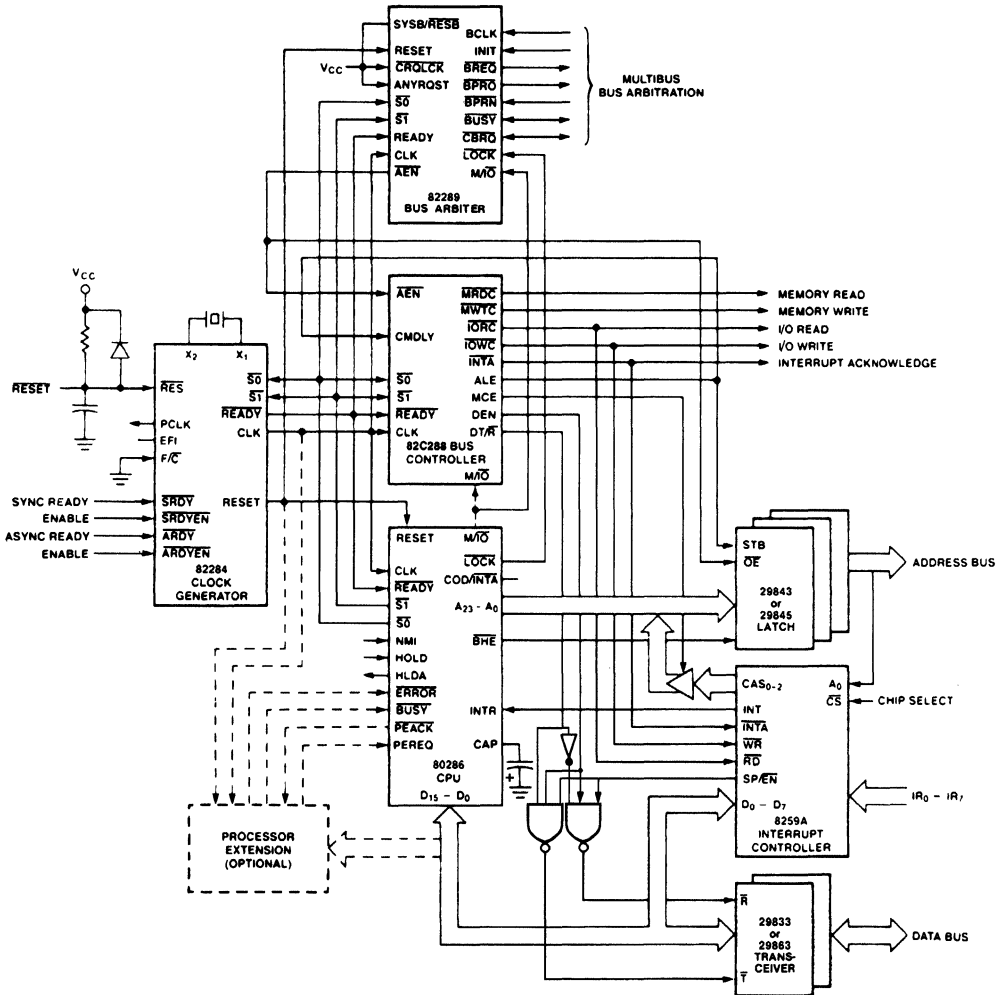 SYSB/RESB
RESET
VCC
CRQLCK
ANYRQST
S0
S1
READY
CLK
AEN
BCLK
INIT
BREQ
BPRO
BPRN
BUSY
CBRQ
LOCK
M/IO
82289
BUS ARBITER
MULTIBUS
BUS ARBITRATION
VCC
X2
X1
RESET
RES
PCLK
EFI
F/C
SYNC READY
SRDY
ENABLE
SRDYEN
ASYNC READY
ARDY
ENABLE
ARDYEN
S0
S1
READY
CLK
RESET
82284
CLOCK
GENERATOR
AEN
CMDLY
S0
S1
READY
CLK
MRDC
MWTC
IORC
IOWC
INTA
ALE
MCE
DEN
DT/R
82C288 BUS
CONTROLLER
M/IO
MEMORY READ
MEMORY WRITE
I/O READ
I/O WRITE
INTERRUPT ACKNOWLEDGE
RESET
M/IO
CLK
READY
S1
S0
NMI
HOLD
HLDA
ERROR
BUSY
PEACK
PEREQ
LOCK
COD/INTA
A23 - A0
BHE
INTR
CAP
+
80286
CPU
D15 - D0
PROCESSOR
EXTENSION
(OPTIONAL)
STB
OE
29843
or
29845
LATCH
ADDRESS BUS
CAS0-2
A0
CS
CHIP SELECT
INT
INTA
WR
RD
SP/EN
D0 - D7
IR0 - IR7
8259A
INTERRUPT
CONTROLLER
R
29833
or
29863
TRANS-
CEIVER
T
DATA BUS